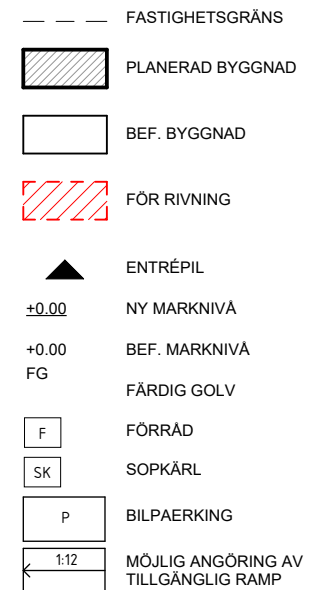 FASTIGHETSGRÄNS
PLANERAD BYGGNAD
BEF. BYGGNAD
FÖR RIVNING
ENTRÉPIL
+0.00 NY MARKNIVÅ
+0.00 BEF. MARKNIVÅ
FG FÄRDIG GOLV
F FÖRRÅD
SK SOPKÄRL
P BILPAERKING
1:12 MÖJLIG ANGÖRING AV
TILLGÄNGLIG RAMP